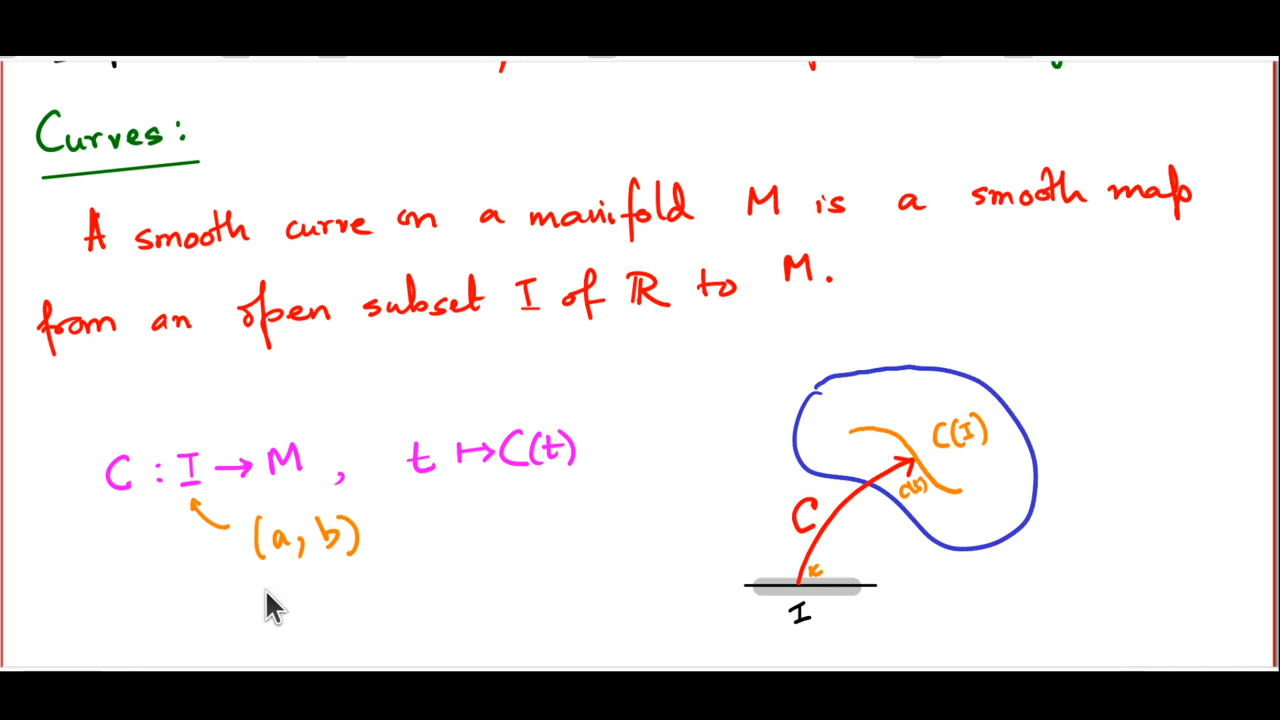 Curves:
A smooth curve on a manifold M is a smooth map
from an open subset I of ℝ to M.
C : I → M , t ↦ C(t)
(a, b)
C(I)
C(t)
C
t
I